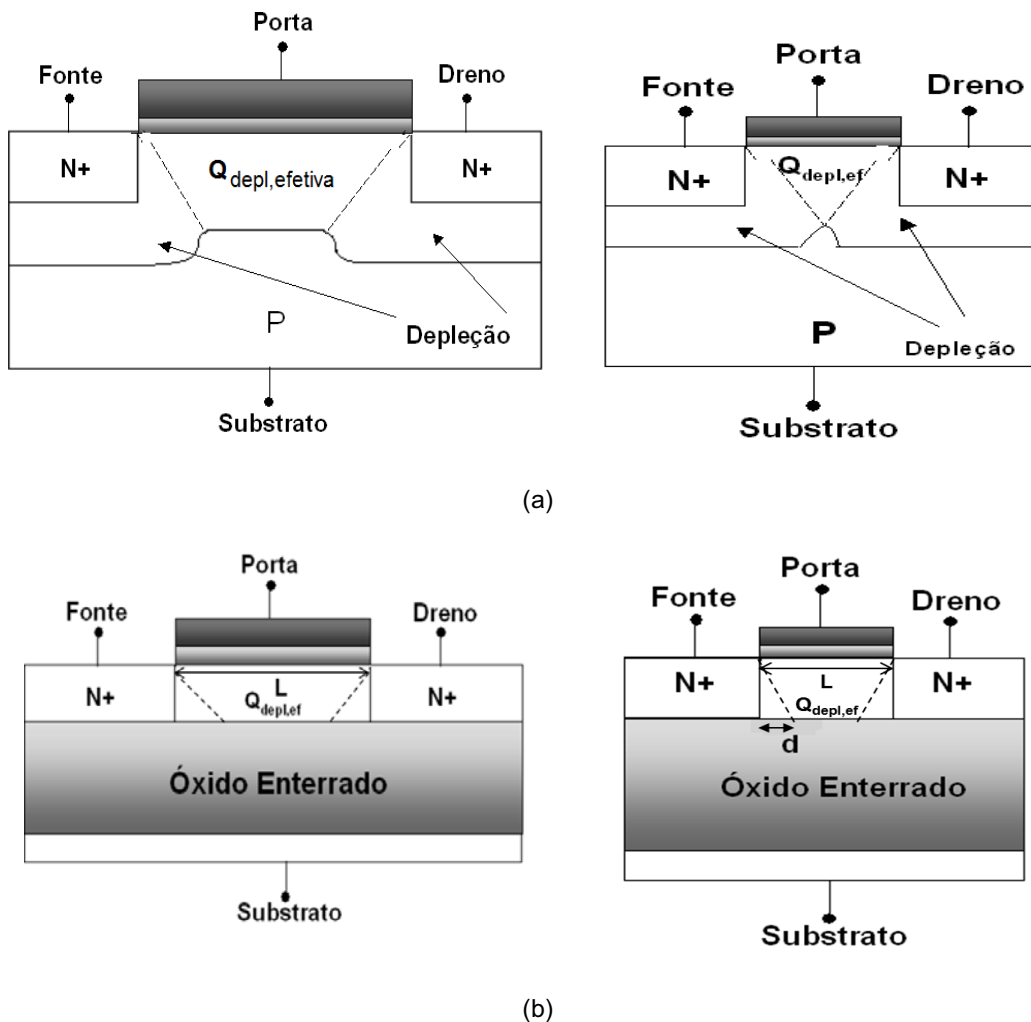 Porta
Fonte
Dreno
N+
Qdepl,efetiva
N+
P
Depleção
Substrato
Porta
Fonte
Dreno
N+
Qdepl,ef
N+
P
Depleção
Substrato
(a)
Porta
Fonte
Dreno
N+
L
Qdepl,ef
N+
Óxido Enterrado
Substrato
Porta
Fonte
Dreno
N+
L
Qdepl,ef
N+
d
Óxido Enterrado
Substrato
(b)